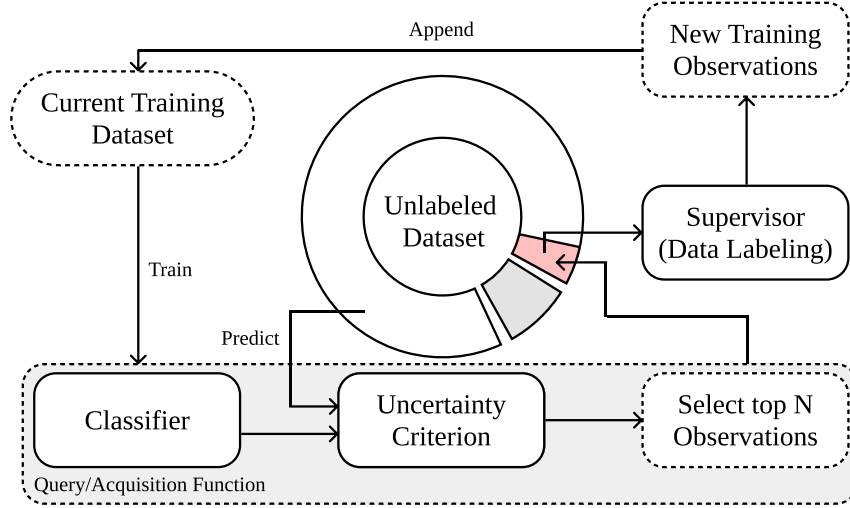 Append
New Training
Observations
Current Training
Dataset
Unlabeled
Dataset
Supervisor
(Data Labeling)
Train
Predict
Classifier
Uncertainty
Criterion
Select top N
Observations
Query/Acquisition Function